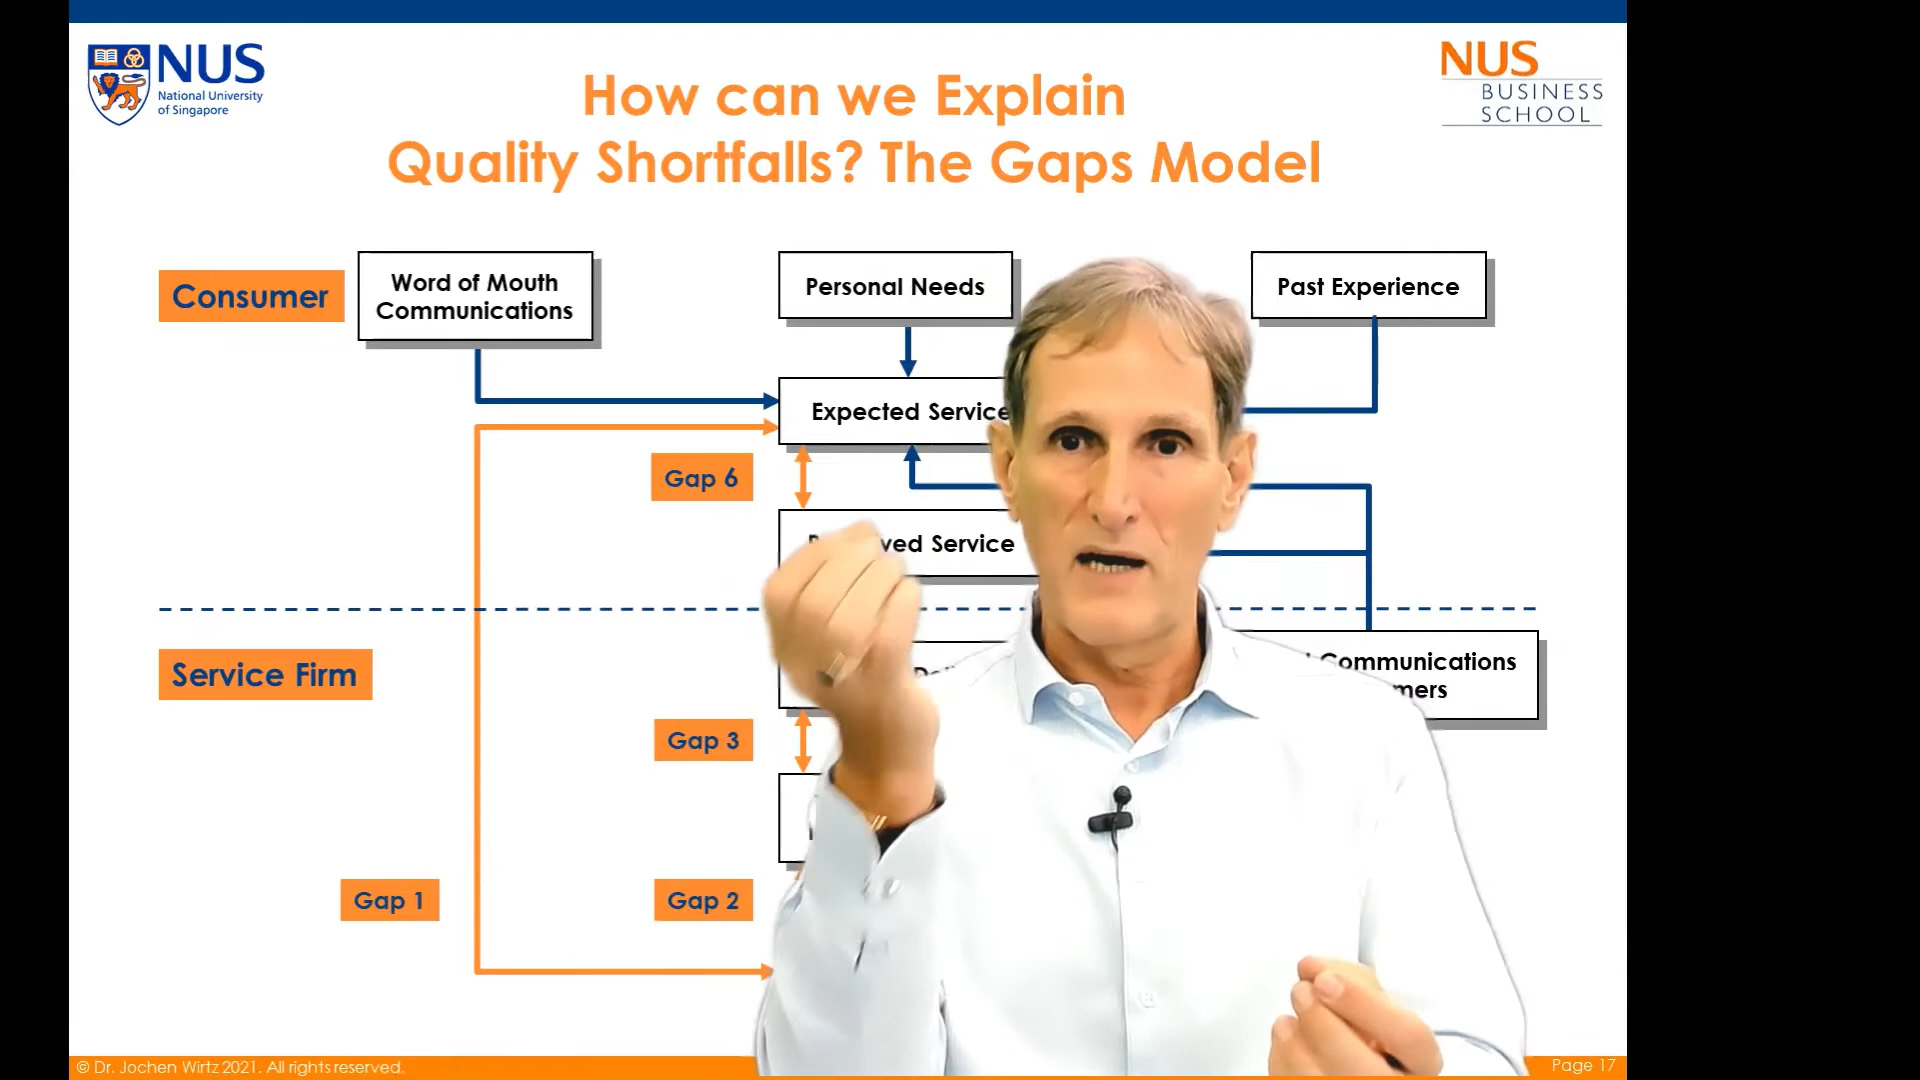 NUS
National University
of Singapore
NUS
BUSINESS
SCHOOL
How can we Explain
Quality Shortfalls? The Gaps Model
Consumer
Word of Mouth
Communications
Personal Needs
Past Experience
Expected Service
Gap 6
Service
Service Firm
Communications
Gap 3
Gap 1
Gap 2
© Dr. Jochen Wirtz 2021. All rights reserved.
Page 17